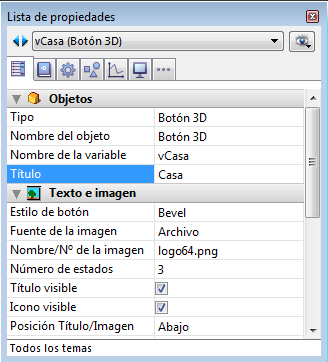 Lista de propiedades
vCasa (Botón 3D)
Objetos
Tipo Botón 3D
Nombre del objeto Botón 3D
Nombre de la variable vCasa
Título Casa
Texto e imagen
Estilo de botón Bevel
Fuente de la imagen Archivo
Nombre/Nº de la imagen logo64.png
Número de estados 3
Título visible
Icono visible
Posición Título/Imagen Abajo
Todos los temas